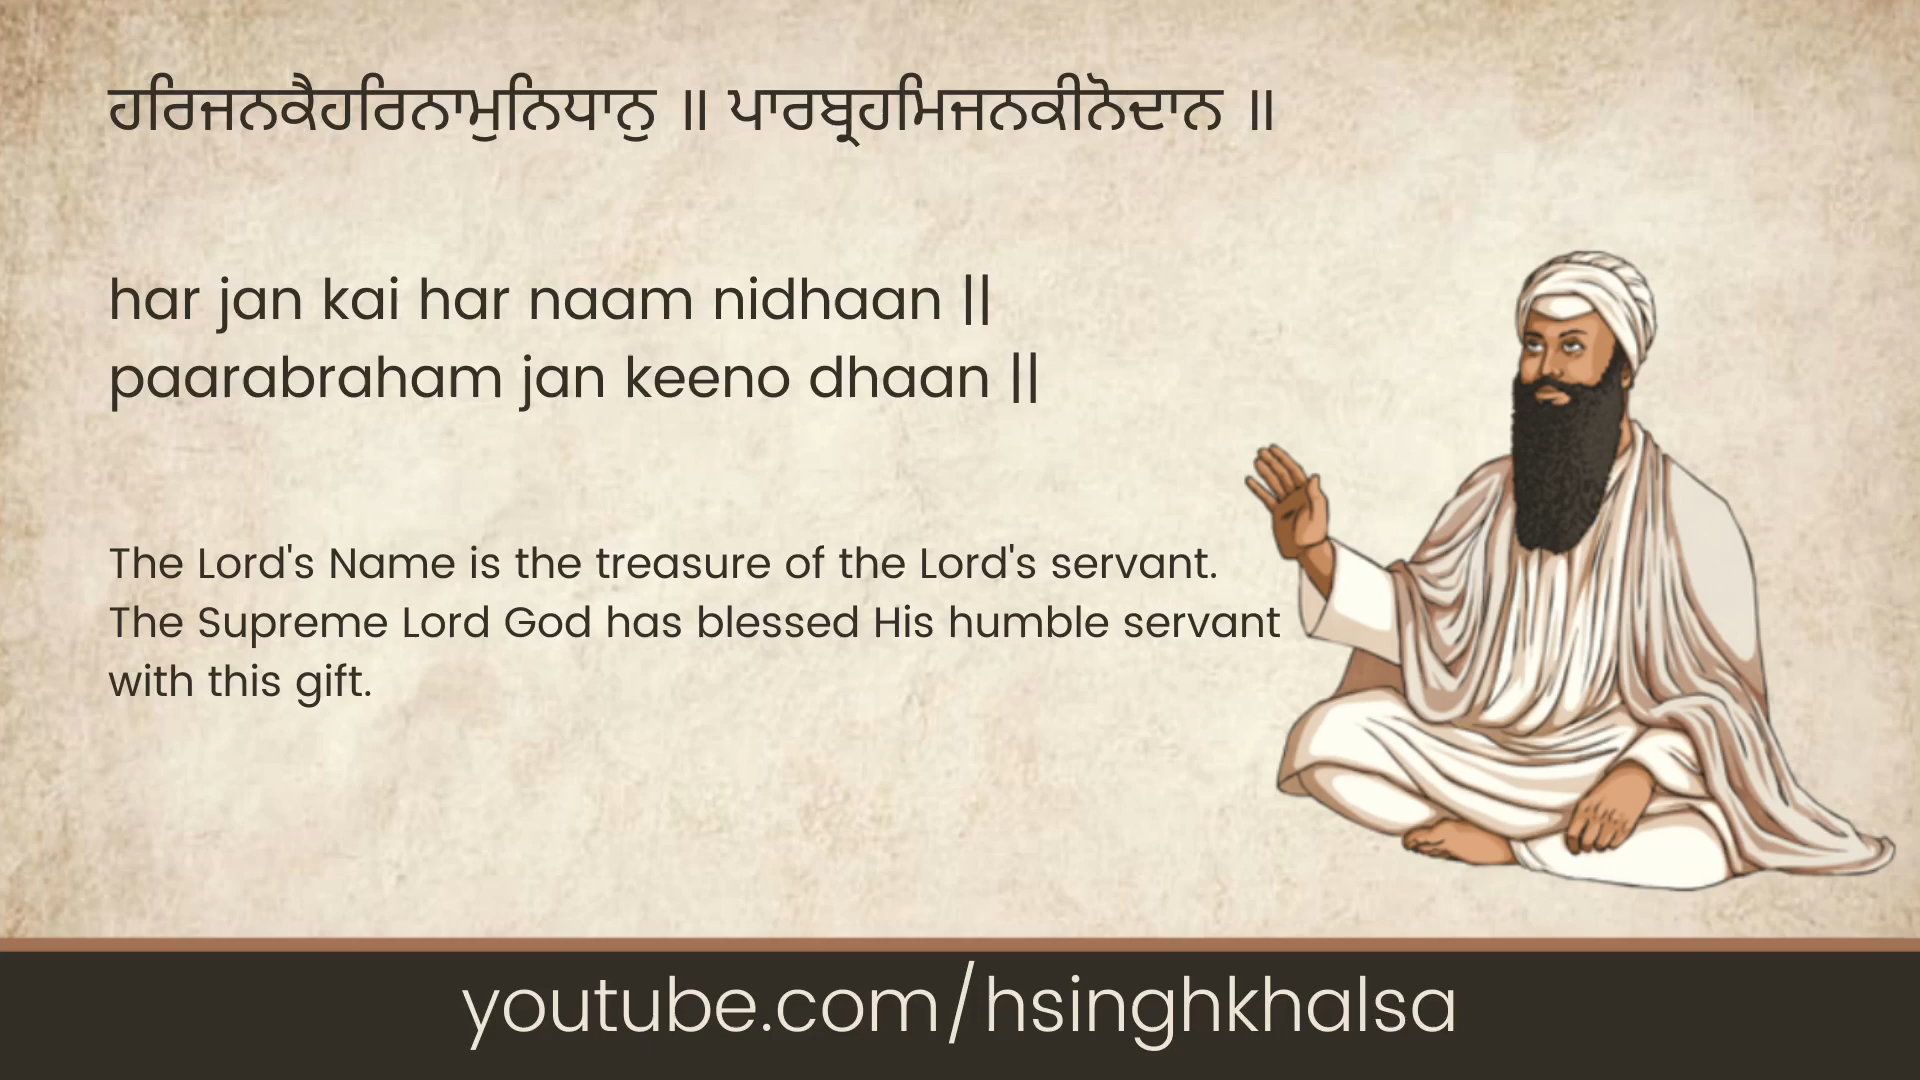 ਹਰਿਜਨਕੈਹਰਿਨਾਮੁਨਿਧਾਨੁ ॥ ਪਾਰਬ੍ਰਹਮਿਜਨਕੀਨੋਦਾਨ ॥
har jan kai har naam nidhaan ||
paarabraham jan keeno dhaan ||
The Lord's Name is the treasure of the Lord's servant.
The Supreme Lord God has blessed His humble servant
with this gift.
youtube.com/hsinghkhalsa